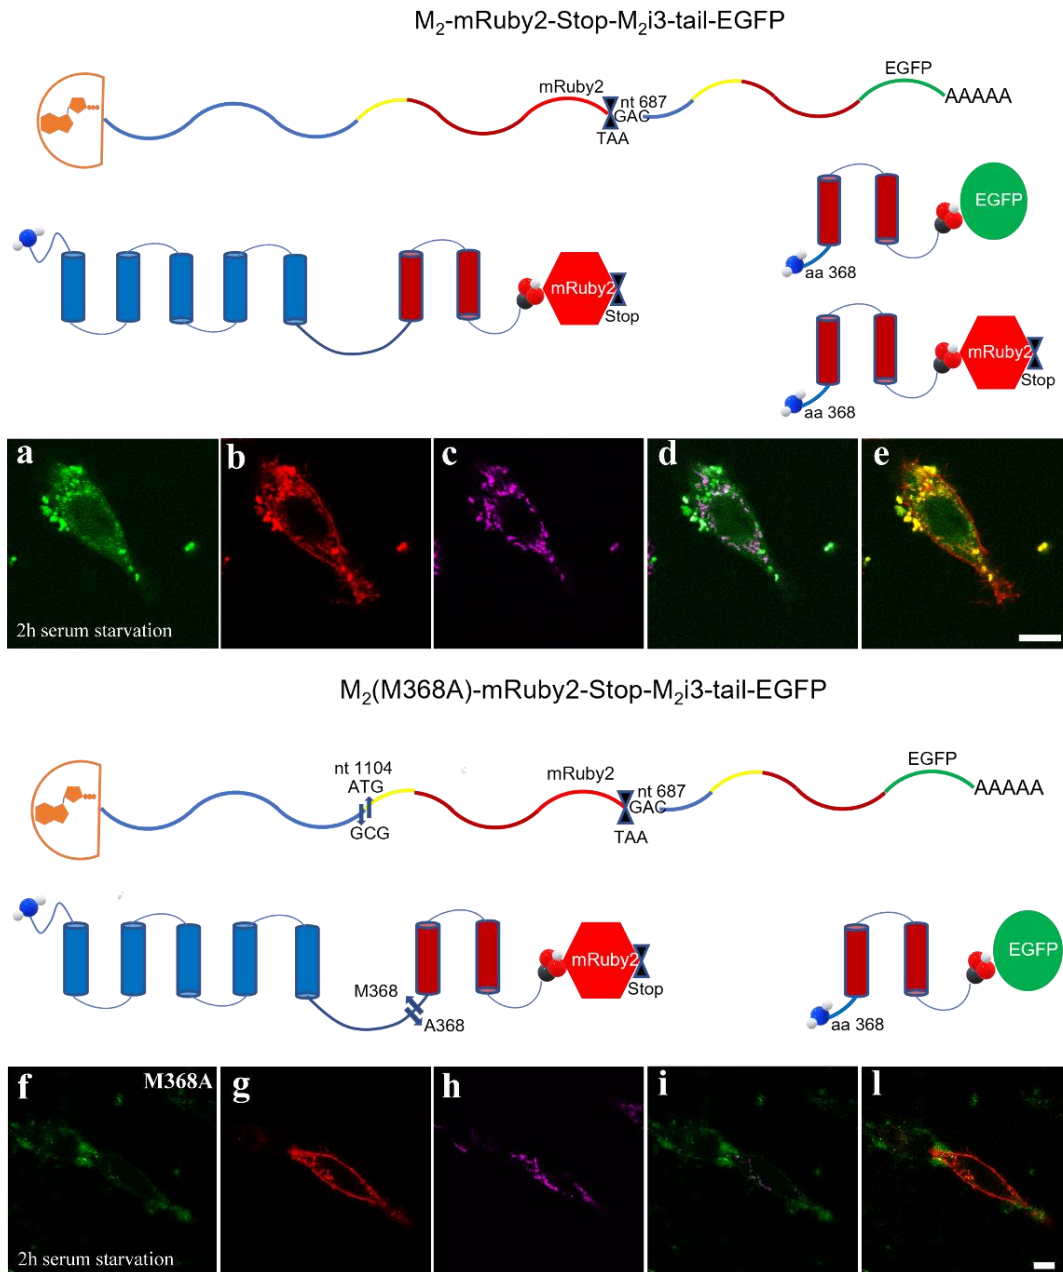 M₂-mRuby2-Stop-M₂i3-tail-EGFP
EGFP
mRuby2
nt 687
AAAAA
GAC
TAA
EGFP
aa 368
mRuby2
Stop
mRuby2
Stop
aa 368
a
b
c
d
e
2h serum starvation
M₂(M368A)-mRuby2-Stop-M₂i3-tail-EGFP
nt 1104
ATG
mRuby2
EGFP
nt 687
AAAAA
GAC
GCG
TAA
EGFP
mRuby2
M368
Stop
A368
aa 368
f
M368A
g
h
i
l
2h serum starvation